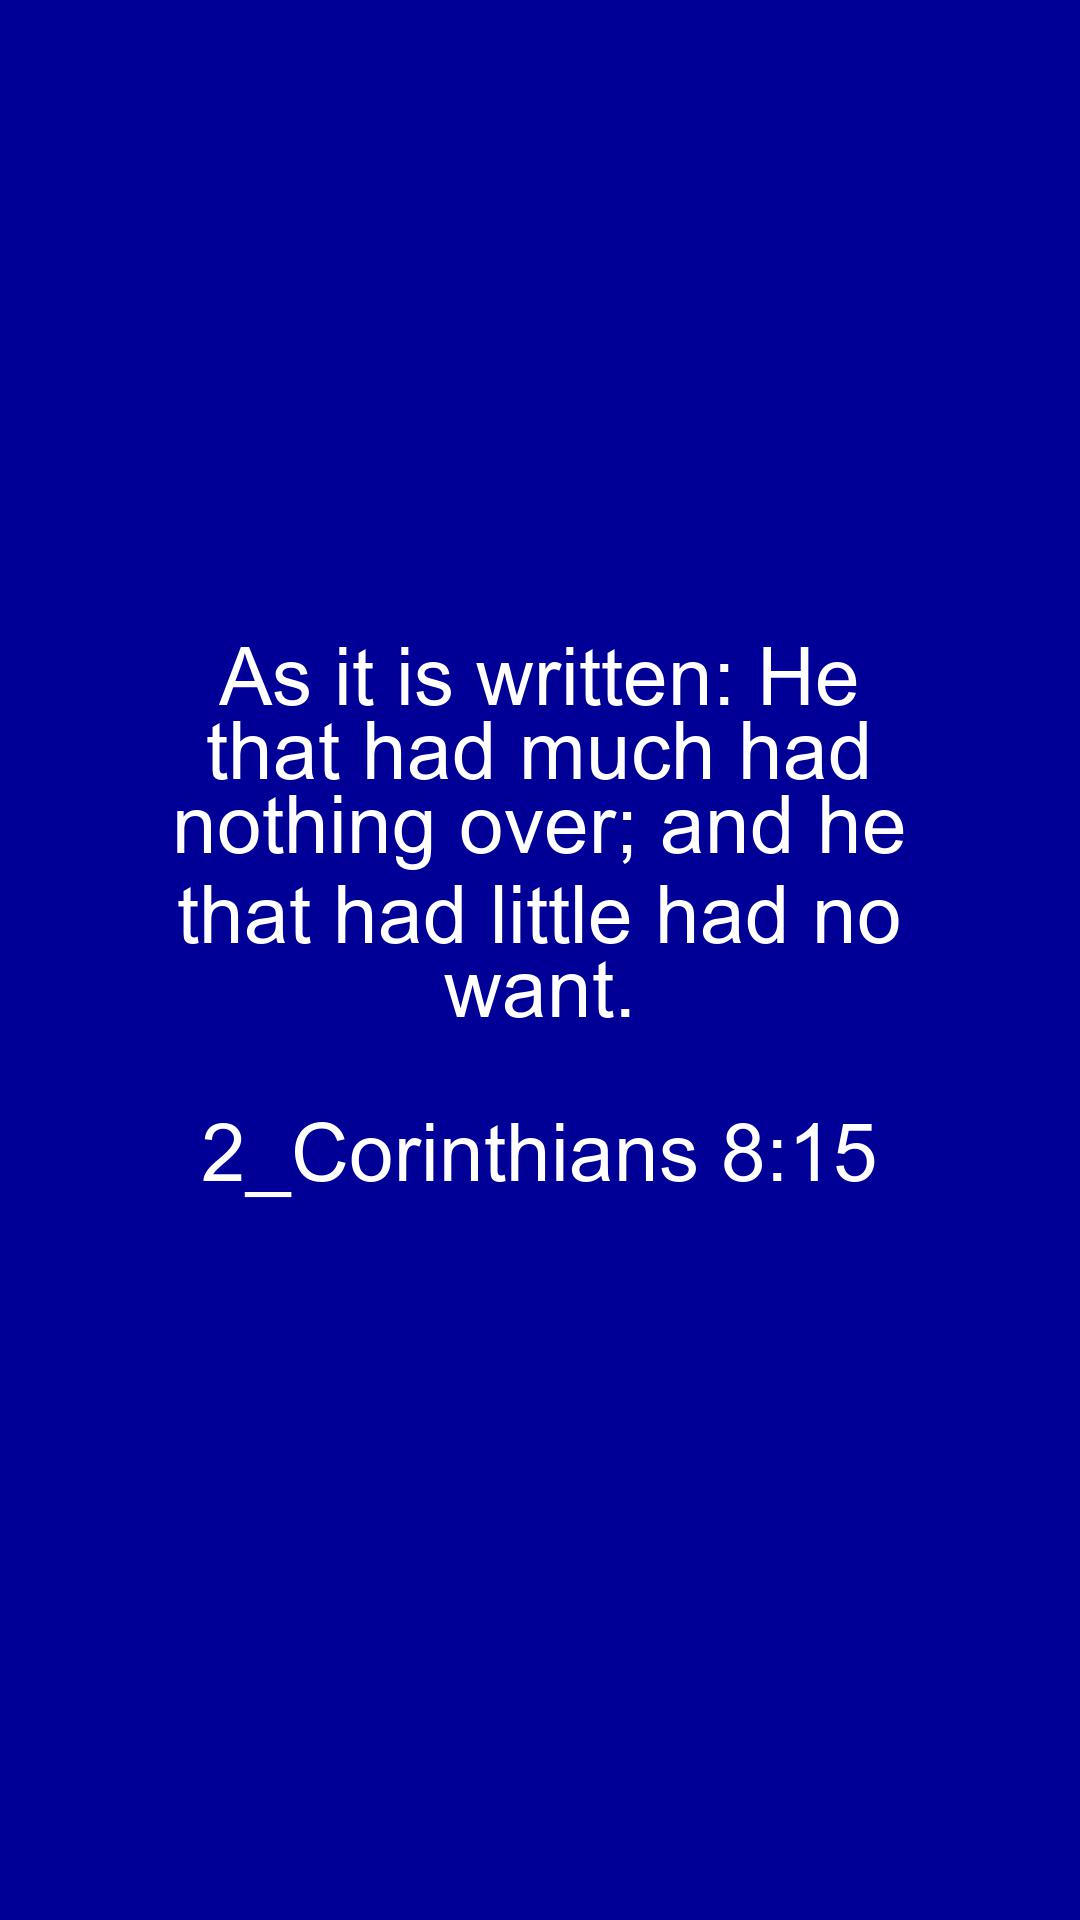 As it is written: He
that had much had
nothing over; and he
that had little had no
want.
2_Corinthians 8:15